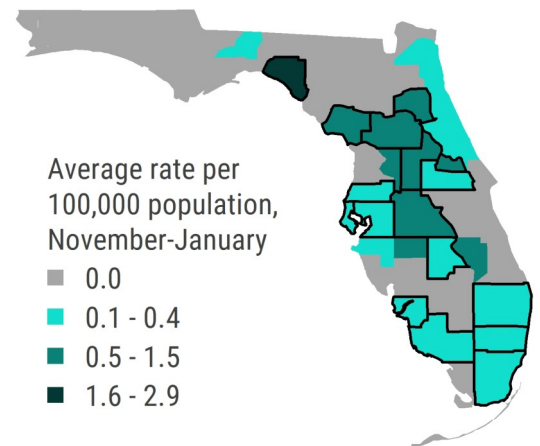 Average rate per
100,000 population,
November-January
0.0
0.1 - 0.4
0.5 - 1.5
1.6 - 2.9